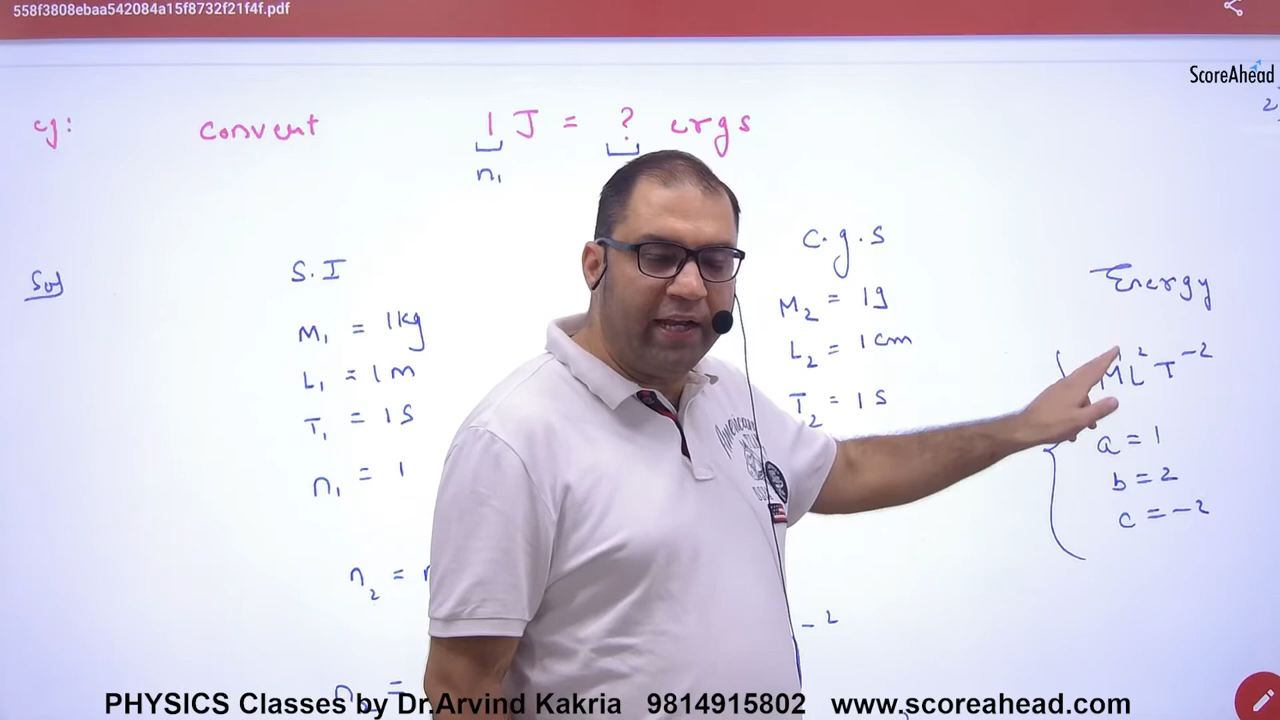 558f3808ebaa542084a15f8732f21f4f.pdf
ScoreAhead
eg: convert 1 J = ? ergs
n₁
Sol
S.I
M₁ = 1kg
L₁ = 1m
T₁ = 1S
n₁ = 1
c.g.s
M₂ = 1g
L₂ = 1cm
T₂ = 1S
Energy
ML²T⁻²
a = 1
b = 2
c = -2
n₂ =
-2
n₂ =
PHYSICS Classes by Dr.Arvind Kakria 9814915802 www.scoreahead.com